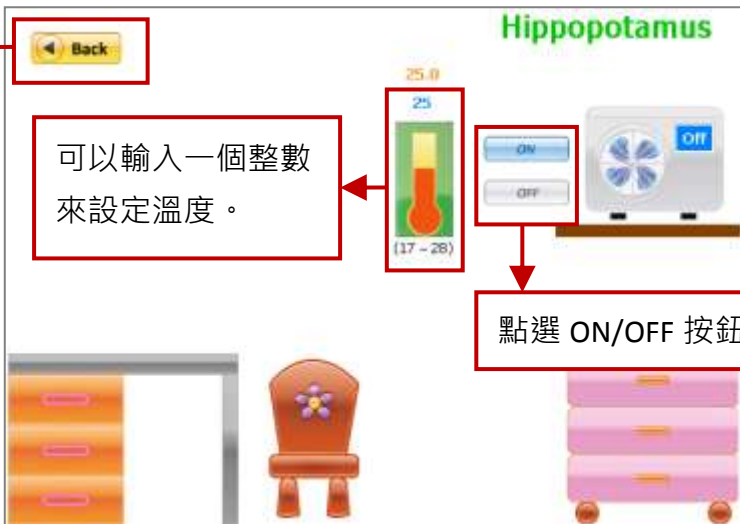 Back
Hippopotamus
25.0
25
可以輸入一個整數
來設定溫度。
ON
OFF
Off
(17 – 28)
點選 ON/OFF 按鈕